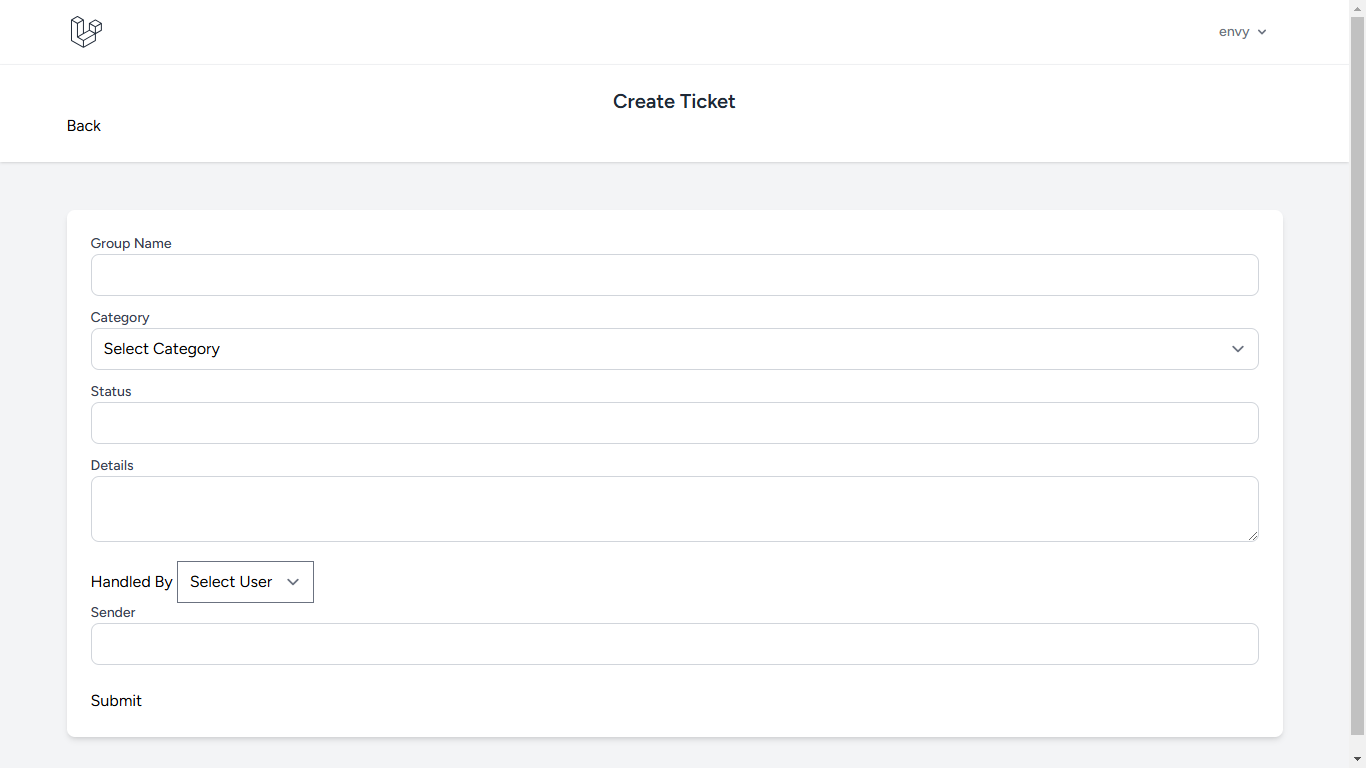 envy
Create Ticket
Back
Group Name
Category
Select Category
Status
Details
Handled By Select User
Sender
Submit